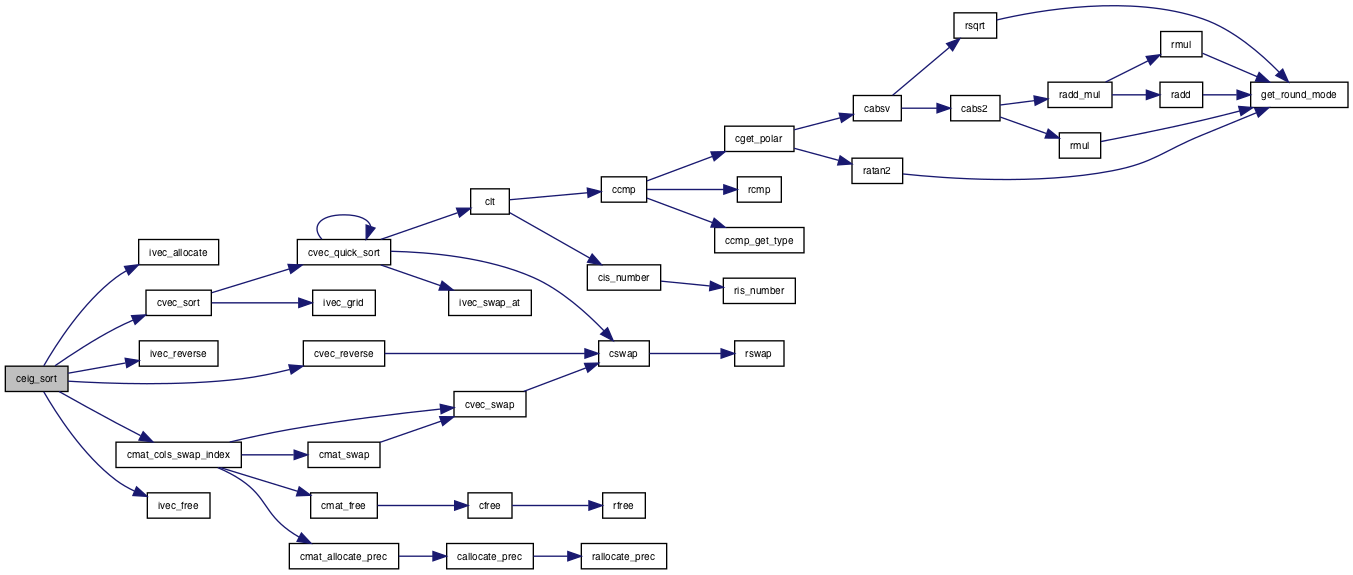 rsqrt
rmul
cabsv
cabs2
radd_mul
radd
get_round_mode
cget_polar
rmul
ratan2
clt
ccmp
rcmp
ccmp_get_type
ivec_allocate
cvec_quick_sort
cis_number
ris_number
cvec_sort
ivec_grid
ivec_swap_at
ivec_reverse
cvec_reverse
cswap
rswap
ceig_sort
cvec_swap
cmat_cols_swap_index
cmat_swap
ivec_free
cmat_free
cfree
rfree
cmat_allocate_prec
callocate_prec
rallocate_prec